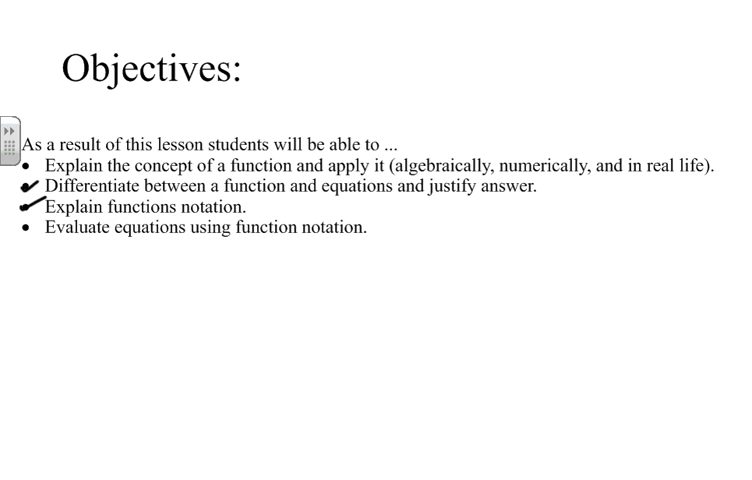 Objectives:
As a result of this lesson students will be able to ...
• Explain the concept of a function and apply it (algebraically, numerically, and in real life).
Differentiate between a function and equations and justify answer.
Explain functions notation.
• Evaluate equations using function notation.